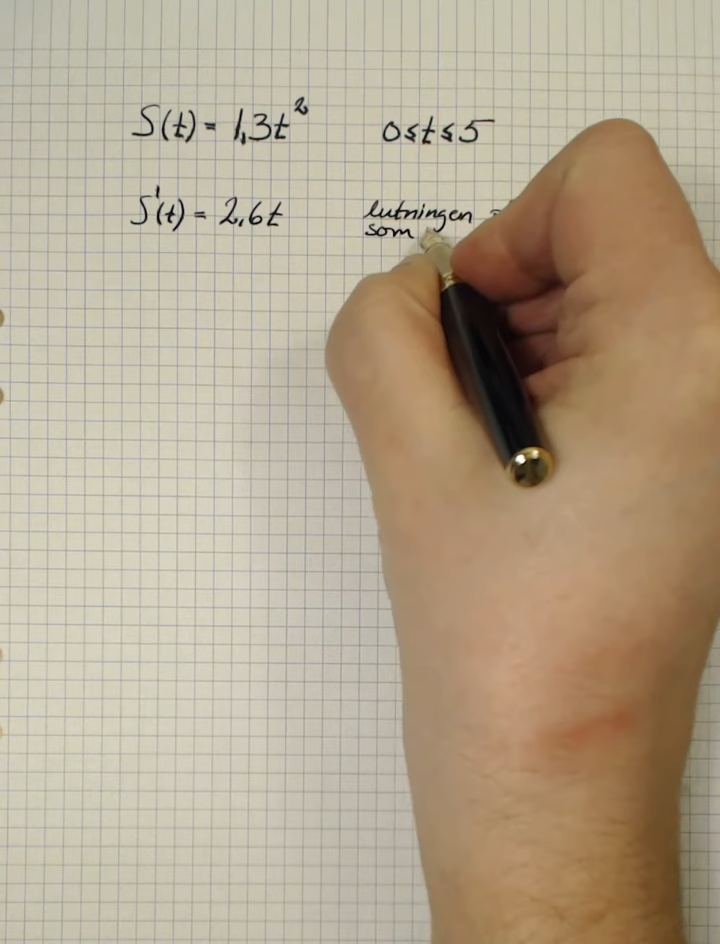 S(t) = 1,3t² 0≤t≤5
S'(t) = 2,6t lutningen
som